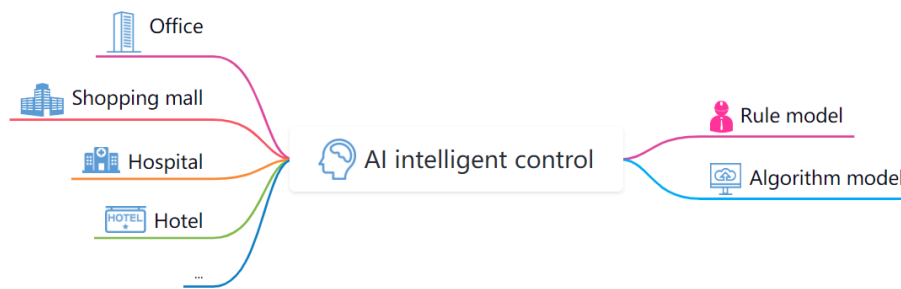 Office
Shopping mall
Hospital
HOTEL
Hotel
...
AI intelligent control
Rule model
Algorithm model